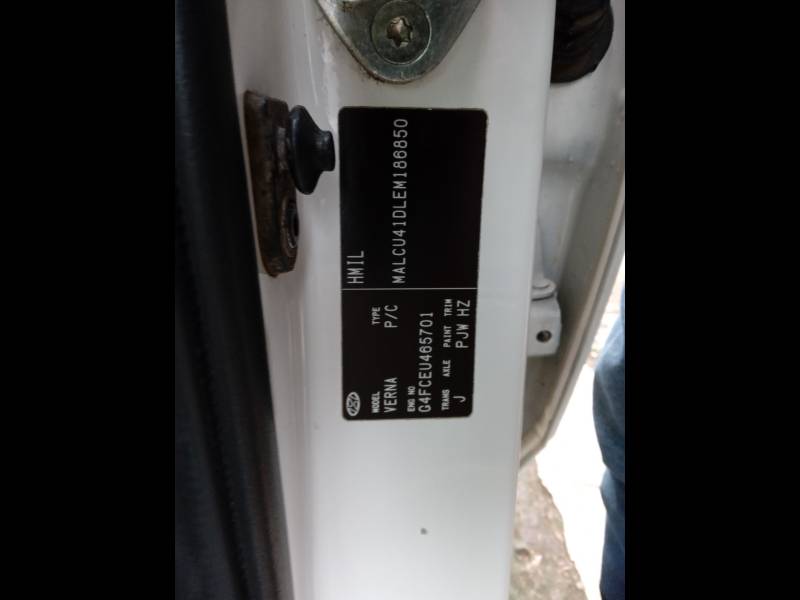 MODEL TYPE
VERNA P/C
ENG NO
G4FCEU465701
TRANS AXLE PAINT TRIM
J PJW HZ
HMIL
MALCU41DLEM186850